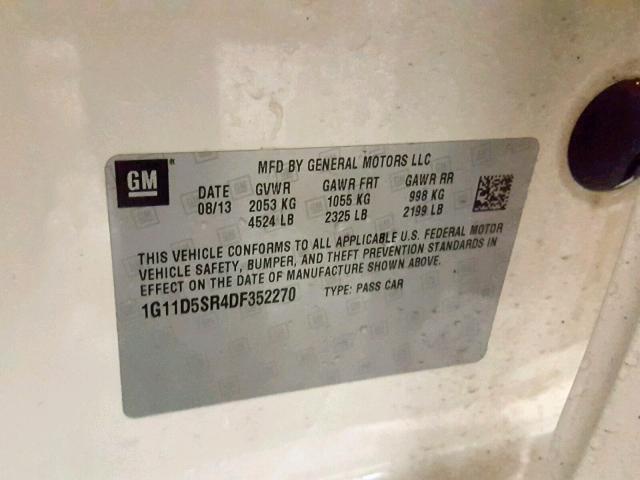 GM ®
MFD BY GENERAL MOTORS LLC
DATE GVWR GAWR FRT GAWR RR
08/13 2053 KG 1055 KG 998 KG
4524 LB 2325 LB 2199 LB
THIS VEHICLE CONFORMS TO ALL APPLICABLE U.S. FEDERAL MOTOR
VEHICLE SAFETY, BUMPER, AND THEFT PREVENTION STANDARDS IN
EFFECT ON THE DATE OF MANUFACTURE SHOWN ABOVE.
1G11D5SR4DF352270 TYPE: PASS CAR